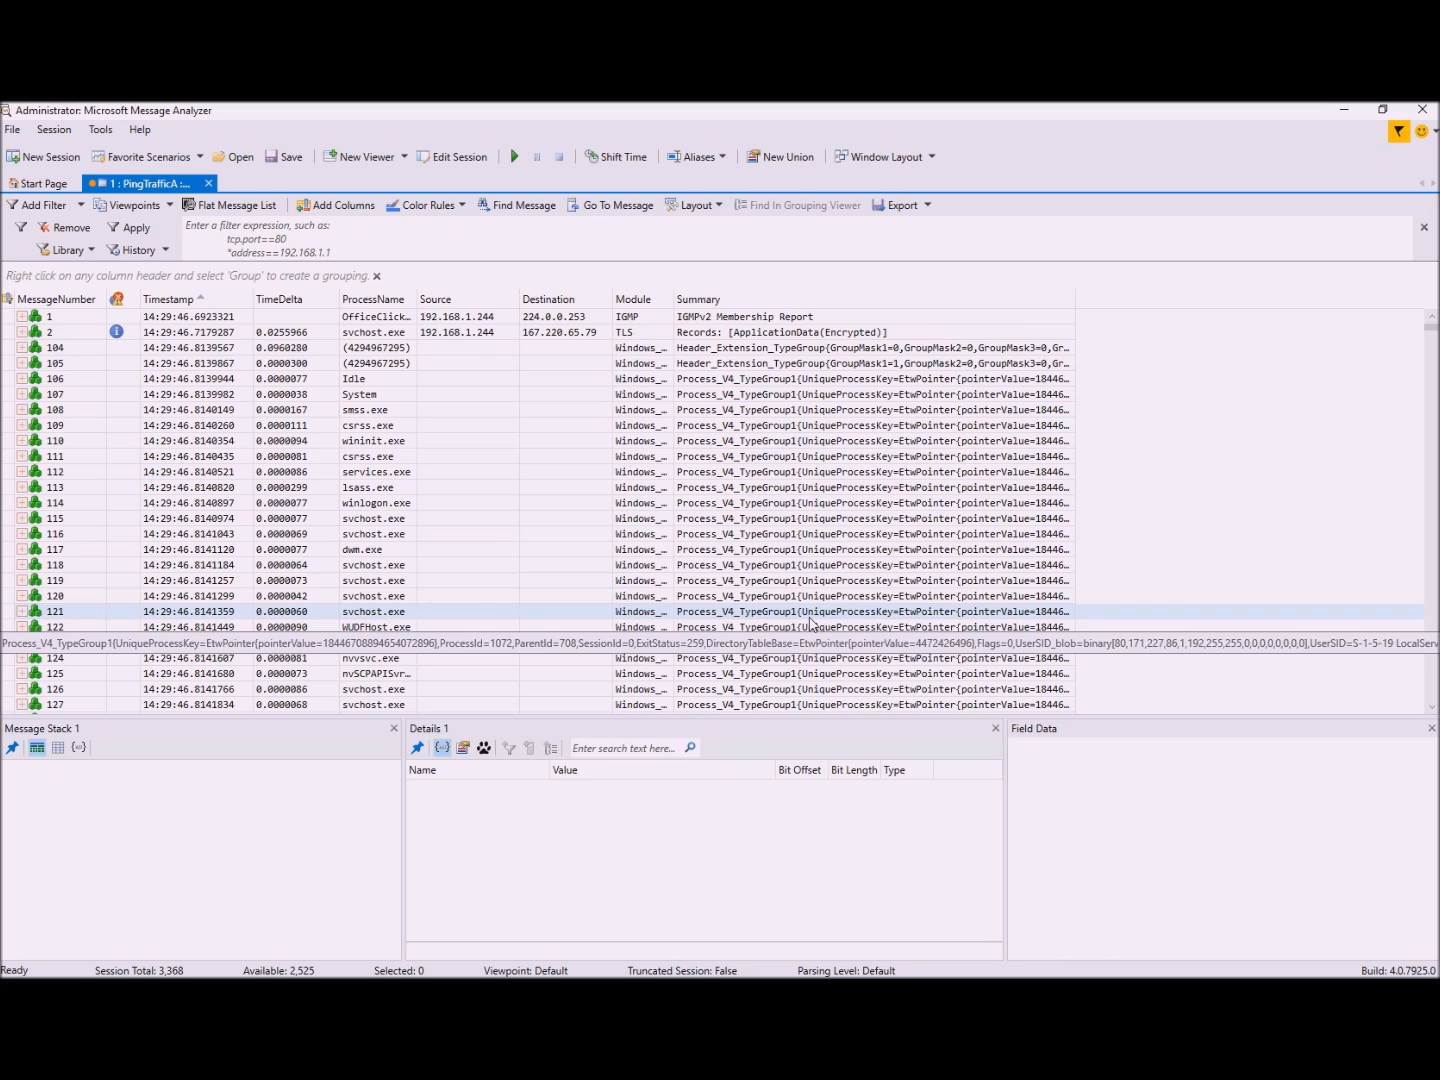 Administrator: Microsoft Message Analyzer
File Session Tools Help
New Session Favorite Scenarios Open Save New Viewer Edit Session Shift Time Aliases New Union Window Layout
Start Page 1 : PingTrafficA :...
Add Filter Viewpoints Flat Message List Add Columns Color Rules Find Message Go To Message Layout Find In Grouping Viewer Export
Remove Apply Enter a filter expression, such as:
tcp.port==80
Library History *address==192.168.1.1
Right click on any column header and select 'Group' to create a grouping.
MessageNumber Timestamp TimeDelta ProcessName Source Destination Module Summary
1 14:29:46.6923321 OfficeClick... 192.168.1.244 224.0.0.253 IGMP IGMPv2 Membership Report
2 14:29:46.7179287 0.0255966 svchost.exe 192.168.1.244 167.220.65.79 TLS Records: [ApplicationData(Encrypted)]
104 14:29:46.8139567 0.0960280 (4294967295) Windows_... Header_Extension_TypeGroup{GroupMask1=0,GroupMask2=0,GroupMask3=0,Gr...
105 14:29:46.8139867 0.0000300 (4294967295) Windows_... Header_Extension_TypeGroup{GroupMask1=1,GroupMask2=0,GroupMask3=0,Gr...
106 14:29:46.8139944 0.0000077 Idle Windows_... Process_V4_TypeGroup1{UniqueProcessKey=EtwPointer{pointerValue=18446...
107 14:29:46.8139982 0.0000038 System Windows_... Process_V4_TypeGroup1{UniqueProcessKey=EtwPointer{pointerValue=18446...
108 14:29:46.8140149 0.0000167 smss.exe Windows_... Process_V4_TypeGroup1{UniqueProcessKey=EtwPointer{pointerValue=18446...
109 14:29:46.8140260 0.0000111 csrss.exe Windows_... Process_V4_TypeGroup1{UniqueProcessKey=EtwPointer{pointerValue=18446...
110 14:29:46.8140354 0.0000094 wininit.exe Windows_... Process_V4_TypeGroup1{UniqueProcessKey=EtwPointer{pointerValue=18446...
111 14:29:46.8140435 0.0000081 csrss.exe Windows_... Process_V4_TypeGroup1{UniqueProcessKey=EtwPointer{pointerValue=18446...
112 14:29:46.8140521 0.0000086 services.exe Windows_... Process_V4_TypeGroup1{UniqueProcessKey=EtwPointer{pointerValue=18446...
113 14:29:46.8140820 0.0000299 lsass.exe Windows_... Process_V4_TypeGroup1{UniqueProcessKey=EtwPointer{pointerValue=18446...
114 14:29:46.8140897 0.0000077 winlogon.exe Windows_... Process_V4_TypeGroup1{UniqueProcessKey=EtwPointer{pointerValue=18446...
115 14:29:46.8140974 0.0000077 svchost.exe Windows_... Process_V4_TypeGroup1{UniqueProcessKey=EtwPointer{pointerValue=18446...
116 14:29:46.8141043 0.0000069 svchost.exe Windows_... Process_V4_TypeGroup1{UniqueProcessKey=EtwPointer{pointerValue=18446...
117 14:29:46.8141120 0.0000077 dwm.exe Windows_... Process_V4_TypeGroup1{UniqueProcessKey=EtwPointer{pointerValue=18446...
118 14:29:46.8141184 0.0000064 svchost.exe Windows_... Process_V4_TypeGroup1{UniqueProcessKey=EtwPointer{pointerValue=18446...
119 14:29:46.8141257 0.0000073 svchost.exe Windows_... Process_V4_TypeGroup1{UniqueProcessKey=EtwPointer{pointerValue=18446...
120 14:29:46.8141299 0.0000042 svchost.exe Windows_... Process_V4_TypeGroup1{UniqueProcessKey=EtwPointer{pointerValue=18446...
121 14:29:46.8141359 0.0000060 svchost.exe Windows_... Process_V4_TypeGroup1{UniqueProcessKey=EtwPointer{pointerValue=18446...
122 14:29:46.8141449 0.0000090 WUDFHost.exe Windows_... Process_V4_TypeGroup1{UniqueProcessKey=EtwPointer{pointerValue=18446...
Process_V4_TypeGroup1{UniqueProcessKey=EtwPointer{pointerValue=18446708894654072896},ProcessId=1072,ParentId=708,SessionId=0,ExitStatus=259,DirectoryTableBase=EtwPointer{pointerValue=4472426496},Flags=0,UserSID_blob=binary[80,171,227,86,1,192,255,255,0,0,0,0,0,0,0,0],UserSID=S-1-5-19 LocalServ
124 14:29:46.8141607 0.0000081 nvvsvc.exe Windows_... Process_V4_TypeGroup1{UniqueProcessKey=EtwPointer{pointerValue=18446...
125 14:29:46.8141680 0.0000073 nvSCPAPISvr... Windows_... Process_V4_TypeGroup1{UniqueProcessKey=EtwPointer{pointerValue=18446...
126 14:29:46.8141766 0.0000086 svchost.exe Windows_... Process_V4_TypeGroup1{UniqueProcessKey=EtwPointer{pointerValue=18446...
127 14:29:46.8141834 0.0000068 svchost.exe Windows_... Process_V4_TypeGroup1{UniqueProcessKey=EtwPointer{pointerValue=18446...
Message Stack 1 Details 1 Field Data
Enter search text here...
Name Value Bit Offset Bit Length Type
Ready Session Total: 3,368 Available: 2,525 Selected: 0 Viewpoint: Default Truncated Session: False Parsing Level: Default Build: 4.0.7925.0